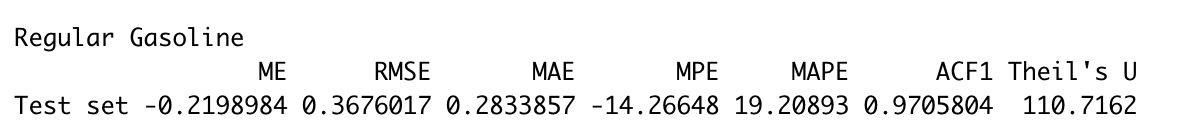 Regular Gasoline
ME RMSE MAE MPE MAPE ACF1 Theil's U
Test set -0.2198984 0.3676017 0.2833857 -14.26648 19.20893 0.9705804 110.7162